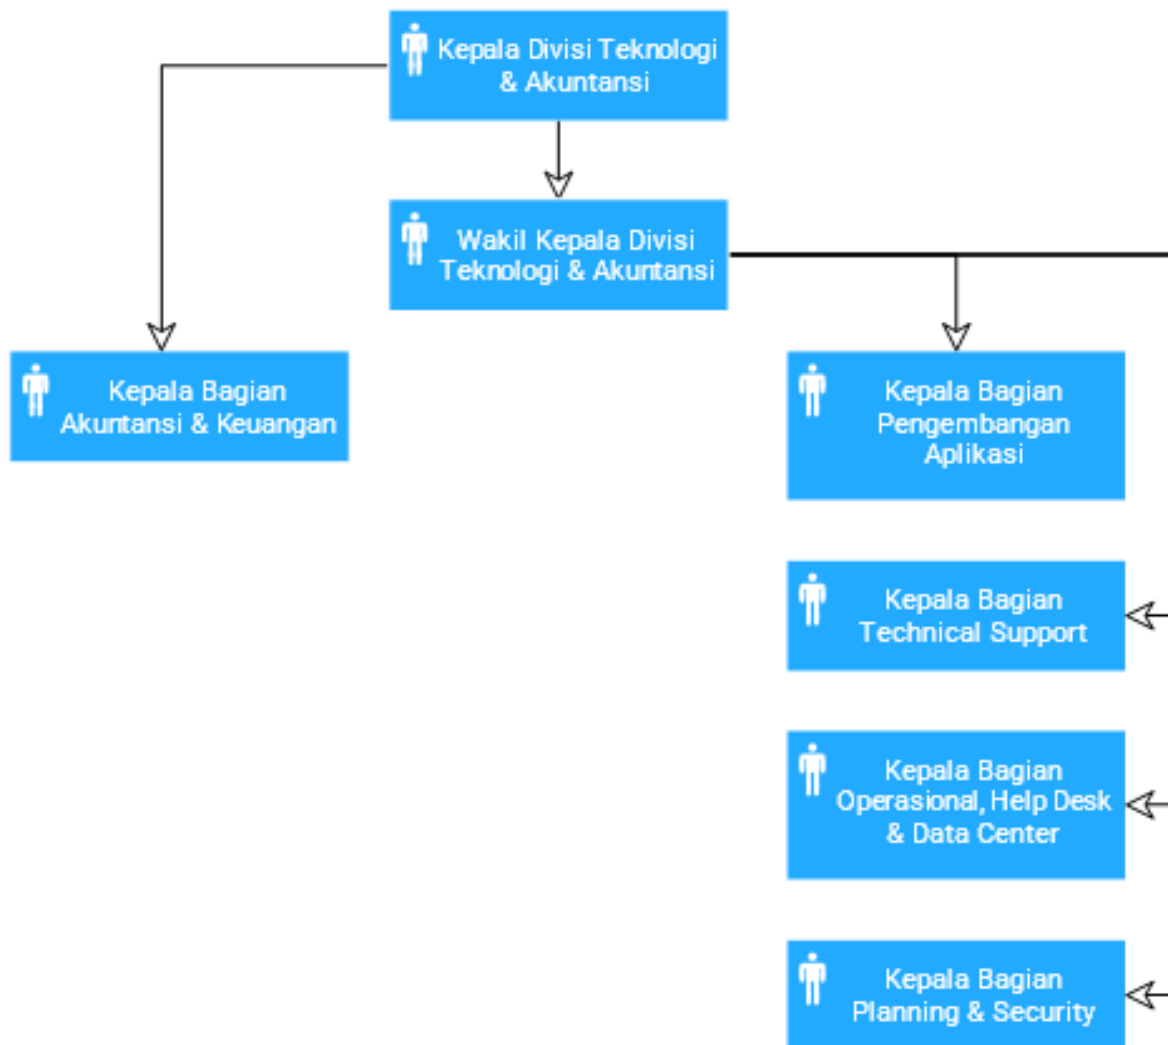 Kepala Divisi Teknologi
& Akuntansi
Wakil Kepala Divisi
Teknologi & Akuntansi
Kepala Bagian
Akuntansi & Keuangan
Kepala Bagian
Pengembangan
Aplikasi
Kepala Bagian
Technical Support
Kepala Bagian
Operasional, Help Desk
& Data Center
Kepala Bagian
Planning & Security